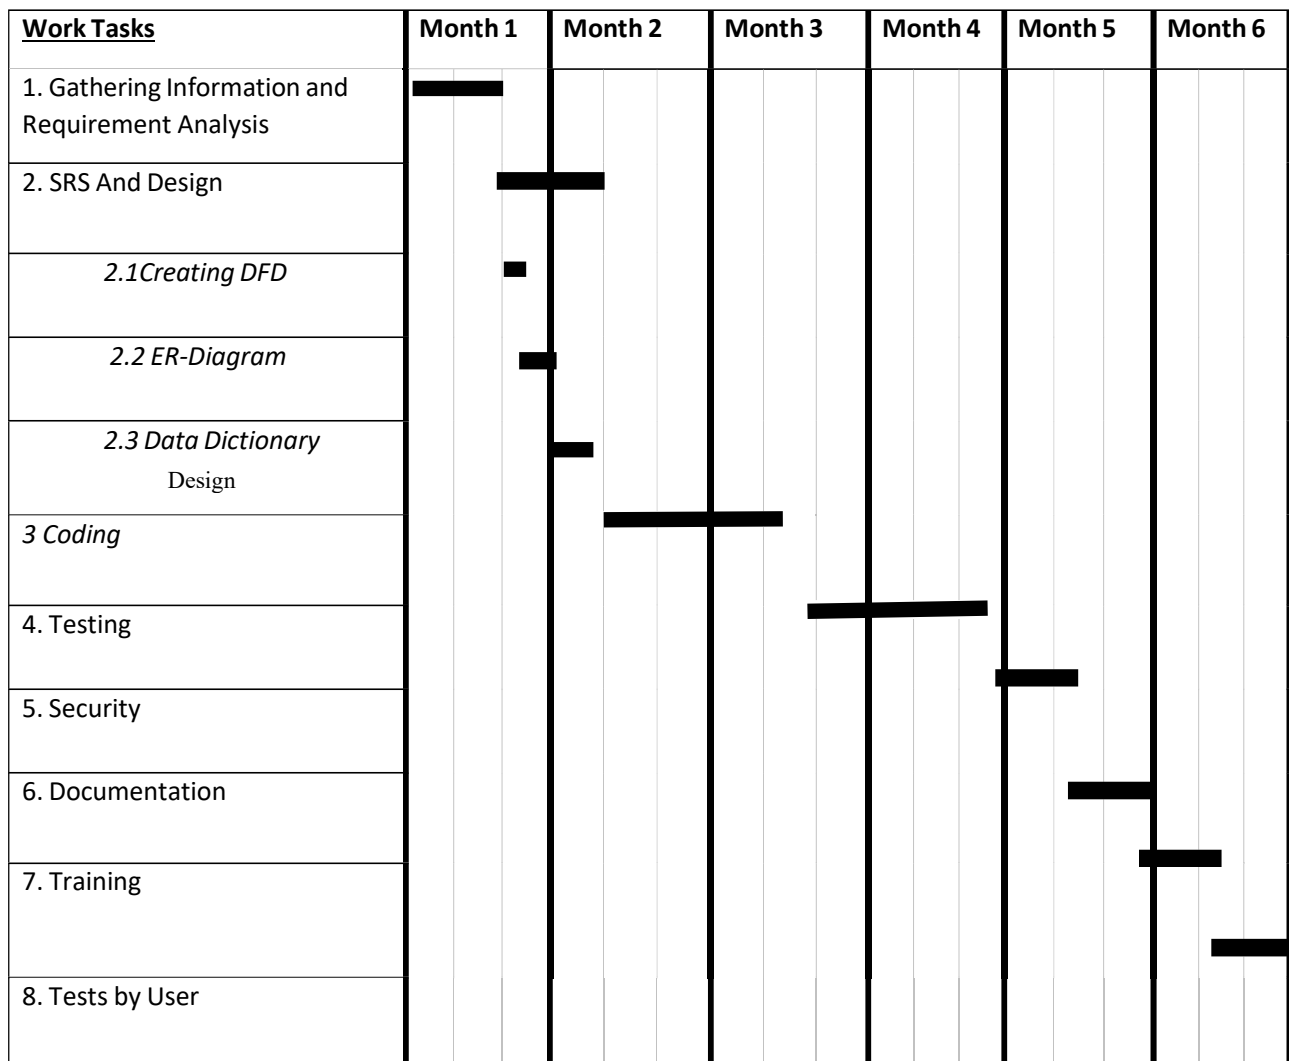 Work Tasks Month 1 Month 2 Month 3 Month 4 Month 5 Month 6
1. Gathering Information and
Requirement Analysis
2. SRS And Design
2.1Creating DFD
2.2 ER-Diagram
2.3 Data Dictionary
Design
3 Coding
4. Testing
5. Security
6. Documentation
7. Training
8. Tests by User